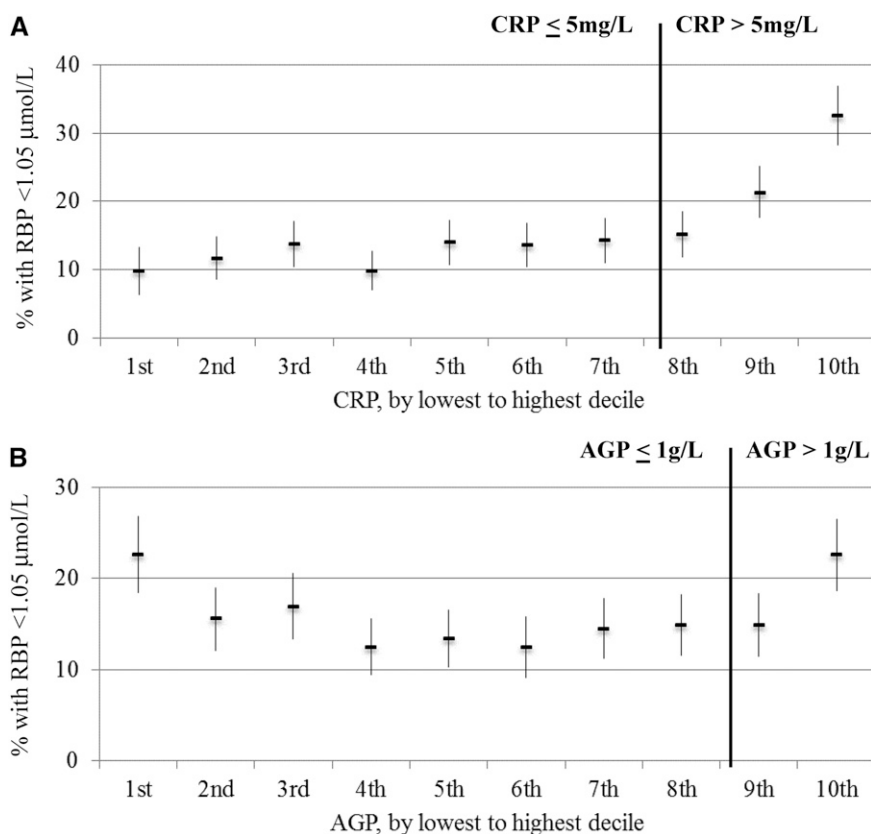 A
CRP ≤ 5mg/L CRP > 5mg/L
% with RBP <1.05 µmol/L
40
30
20
10
0
1st 2nd 3rd 4th 5th 6th 7th 8th 9th 10th
CRP, by lowest to highest decile
B
AGP ≤ 1g/L AGP > 1g/L
% with RBP <1.05 µmol/L
30
20
10
0
1st 2nd 3rd 4th 5th 6th 7th 8th 9th 10th
AGP, by lowest to highest decile